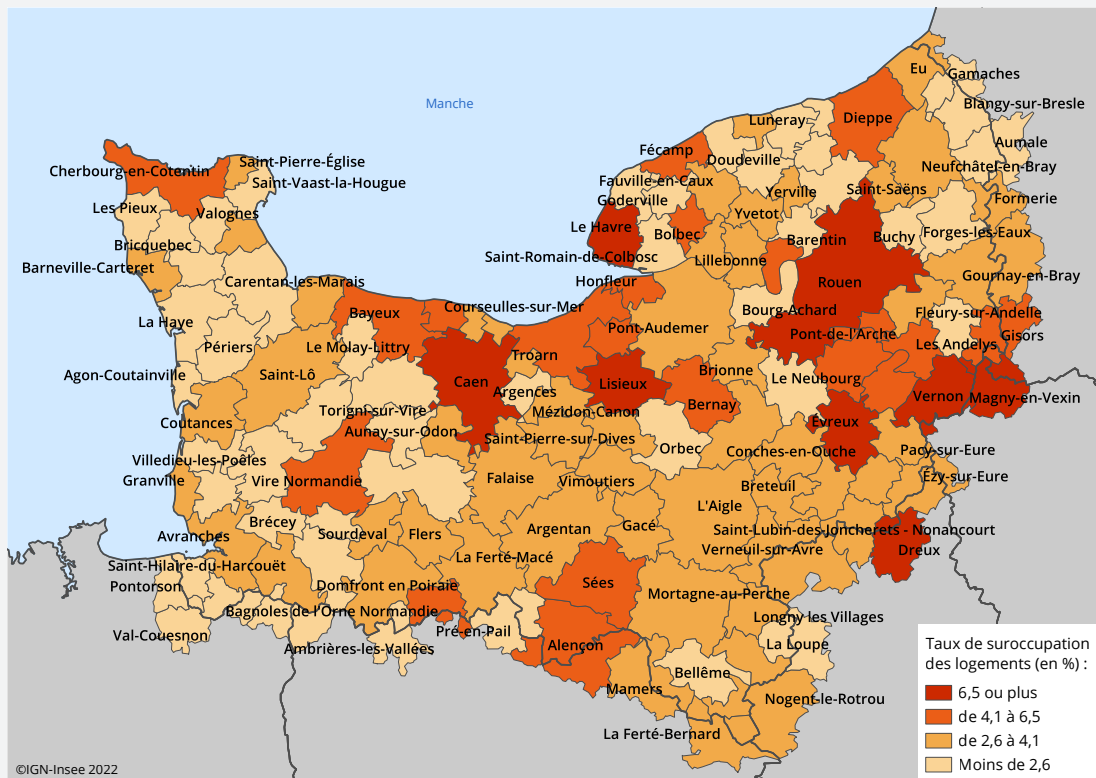 Manche
Eu
Gamaches
Blangy-sur-Bresle
Luneray
Dieppe
Aumale
Fécamp
Doudeville
Neufchâtel-en-Bray
Saint-Pierre-Église
Cherbourg-en-Cotentin
Saint-Vaast-la-Hougue
Fauville-en-Caux
Yerville
Saint-Saëns
Formerie
Goderville
Les Pieux
Valognes
Yvetot
Le Havre
Bolbec
Barentin
Buchy
Forges-les-Eaux
Bricquebec
Saint-Romain-de-Colbosc
Lillebonne
Barneville-Carteret
Gournay-en-Bray
Carentan-les-Marais
Honfleur
Rouen
Courseulles-sur-Mer
Bourg-Achard
Bayeux
Fleury-sur-Andelle
La Haye
Pont-Audemer
Pont-de-l'Arche
Gisors
Périers
Le Molay-Littry
Troarn
Les Andelys
Agon-Coutainville
Saint-Lô
Brionne
Le Neubourg
Caen
Argences
Lisieux
Vernon
Magny-en-Vexin
Torigni-sur-Vire
Mézidon-Canon
Bernay
Coutances
Évreux
Aunay-sur-Odon
Saint-Pierre-sur-Dives
Orbec
Conches-en-Ouche
Pacy-sur-Eure
Villedieu-les-Poêles
Granville
Vire Normandie
Falaise
Vimoutiers
Breteuil
Ézy-sur-Eure
L'Aigle
Brécey
Sourdeval
Flers
Argentan
Gacé
Saint-Lubin-des-Joncherets - Nonancourt
Avranches
Verneuil-sur-Avre
Dreux
La Ferté-Macé
Saint-Hilaire-du-Harcouët
Pontorson
Domfront en Poiraie
Sées
Mortagne-au-Perche
Bagnoles de l'Orne Normandie
Longny les Villages
Val-Couesnon
Pré-en-Pail
Ambrières-les-Vallées
Alençon
La Loupe
Bellême
Mamers
Nogent-le-Rotrou
La Ferté-Bernard
Taux de suroccupation
des logements (en %) :
6,5 ou plus
de 4,1 à 6,5
de 2,6 à 4,1
Moins de 2,6
©IGN-Insee 2022